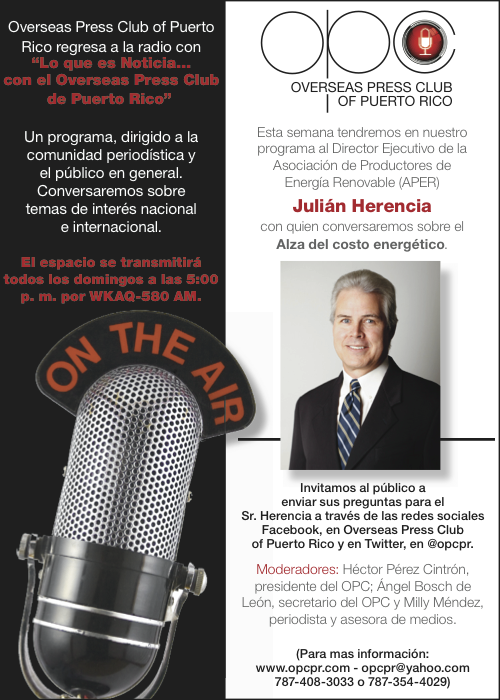 Overseas Press Club of Puerto
Rico regresa a la radio con
“Lo que es Noticia...
con el Overseas Press Club
de Puerto Rico”
Un programa, dirigido a la
comunidad periodística y
el público en general.
Conversaremos sobre
temas de interés nacional
e internacional.
El espacio se transmitirá
todos los domingos a las 5:00
p. m. por WKAQ-580 AM.
ON THE AIR
opc
OVERSEAS PRESS CLUB
OF PUERTO RICO
Esta semana tendremos en nuestro
programa al Director Ejecutivo de la
Asociación de Productores de
Energía Renovable (APER)
Julián Herencia
con quien conversaremos sobre el
Alza del costo energético.
Invitamos al público a
enviar sus preguntas para el
Sr. Herencia a través de las redes sociales
Facebook, en Overseas Press Club
of Puerto Rico y en Twitter, en @opcpr.
Moderadores: Héctor Pérez Cintrón,
presidente del OPC; Ángel Bosch de
León, secretario del OPC y Milly Méndez,
periodista y asesora de medios.
(Para mas información:
www.opcpr.com - opcpr@yahoo.com
787-408-3033 o 787-354-4029)